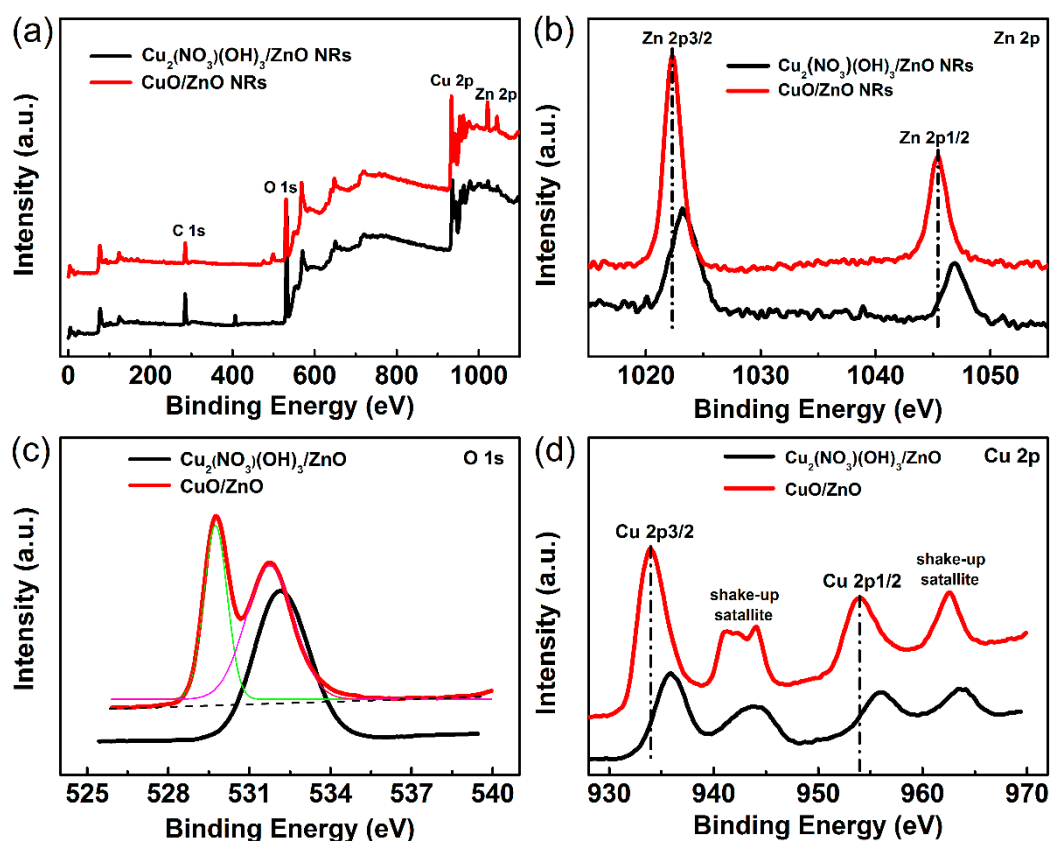 (a)
Cu₂(NO₃)(OH)₃/ZnO NRs
CuO/ZnO NRs
Cu 2p
Zn 2p
O 1s
C 1s
Intensity (a.u.)
0 200 400 600 800 1000
Binding Energy (eV)
(b)
Zn 2p3/2
Zn 2p
Cu₂(NO₃)(OH)₃/ZnO NRs
CuO/ZnO NRs
Zn 2p1/2
Intensity (a.u.)
1020 1030 1040 1050
Binding Energy (eV)
(c)
Cu₂(NO₃)(OH)₃/ZnO
O 1s
CuO/ZnO
Intensity (a.u.)
525 528 531 534 537 540
Binding Energy (eV)
(d)
Cu₂(NO₃)(OH)₃/ZnO
Cu 2p
CuO/ZnO
Cu 2p3/2
shake-up
satallite
Cu 2p1/2
shake-up
satallite
Intensity (a.u.)
930 940 950 960 970
Binding Energy (eV)